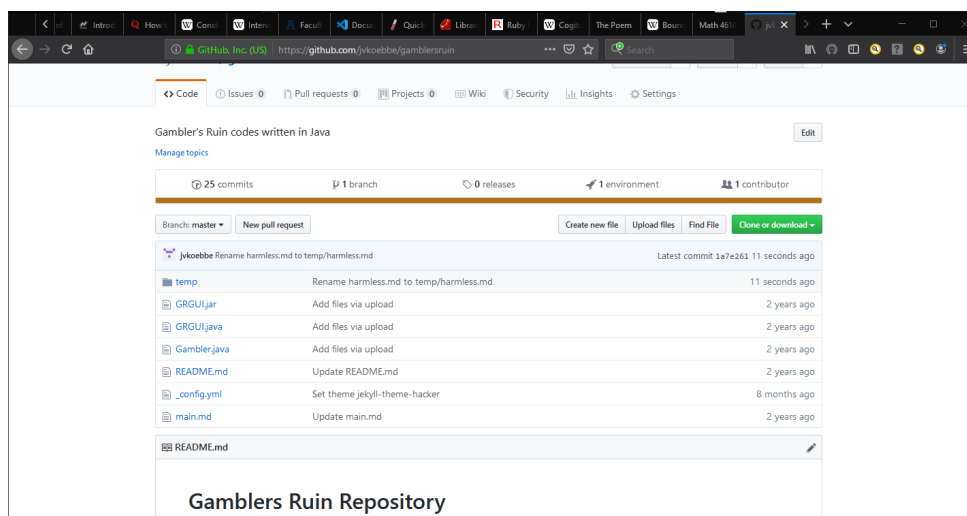 of Introd How t Const Interv Facult Docu Quick Librar Ruby Cogit The Poem Boun Math 461 jvk
GitHub, Inc. (US) https://github.com/jvkoebbe/gamblersruin Search
Code Issues 0 Pull requests 0 Projects 0 Wiki Security Insights Settings
Gambler's Ruin codes written in Java Edit
Manage topics
25 commits 1 branch 0 releases 1 environment 1 contributor
Branch: master New pull request Create new file Upload files Find File Clone or download
jvkoebbe Rename harmless.md to temp/harmless.md Latest commit 1a7e261 11 seconds ago
temp Rename harmless.md to temp/harmless.md 11 seconds ago
GRGUI.jar Add files via upload 2 years ago
GRGUI.java Add files via upload 2 years ago
Gambler.java Add files via upload 2 years ago
README.md Update README.md 2 years ago
_config.yml Set theme jekyll-theme-hacker 8 months ago
main.md Update main.md 2 years ago
README.md
Gamblers Ruin Repository